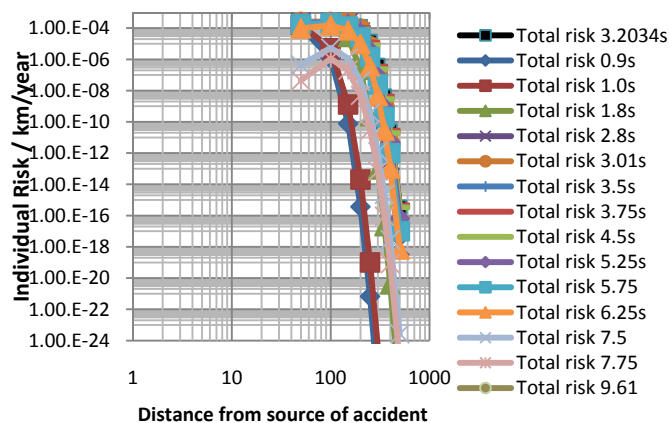 Individual Risk / km/year
1.00.E-04
1.00.E-06
1.00.E-08
1.00.E-10
1.00.E-12
1.00.E-14
1.00.E-16
1.00.E-18
1.00.E-20
1.00.E-22
1.00.E-24
1 10 100 1000
Distance from source of accident
Total risk 3.2034s
Total risk 0.9s
Total risk 1.0s
Total risk 1.8s
Total risk 2.8s
Total risk 3.01s
Total risk 3.5s
Total risk 3.75s
Total risk 4.5s
Total risk 5.25s
Total risk 5.75
Total risk 6.25s
Total risk 7.5
Total risk 7.75
Total risk 9.61